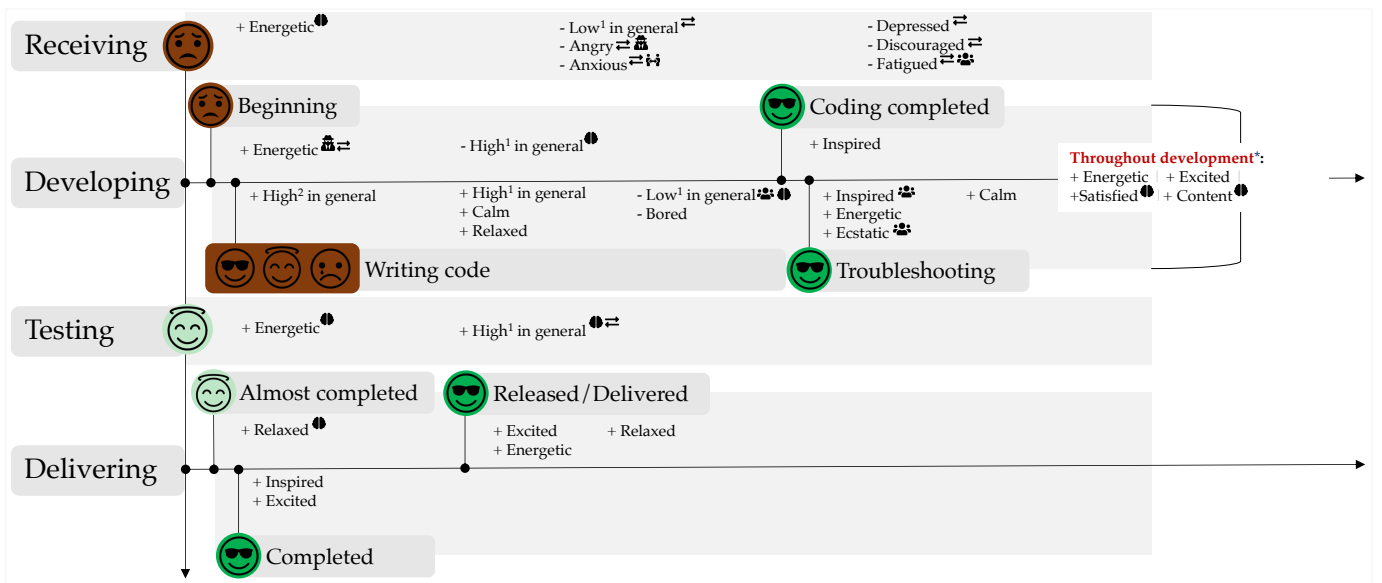 Receiving
+ Energetic
- Low¹ in general
- Angry
- Anxious
- Depressed
- Discouraged
- Fatigued
Beginning
Coding completed
+ Energetic
- High¹ in general
+ Inspired
Developing
Throughout development*:
+ Energetic | + Excited |
+Satisfied | + Content
+ High² in general
+ High¹ in general
+ Calm
+ Relaxed
- Low¹ in general
- Bored
+ Inspired
+ Energetic
+ Ecstatic
+ Calm
Writing code
Troubleshooting
Testing
+ Energetic
+ High¹ in general
Almost completed
Released/Delivered
+ Relaxed
+ Excited
+ Energetic
+ Relaxed
Delivering
+ Inspired
+ Excited
Completed